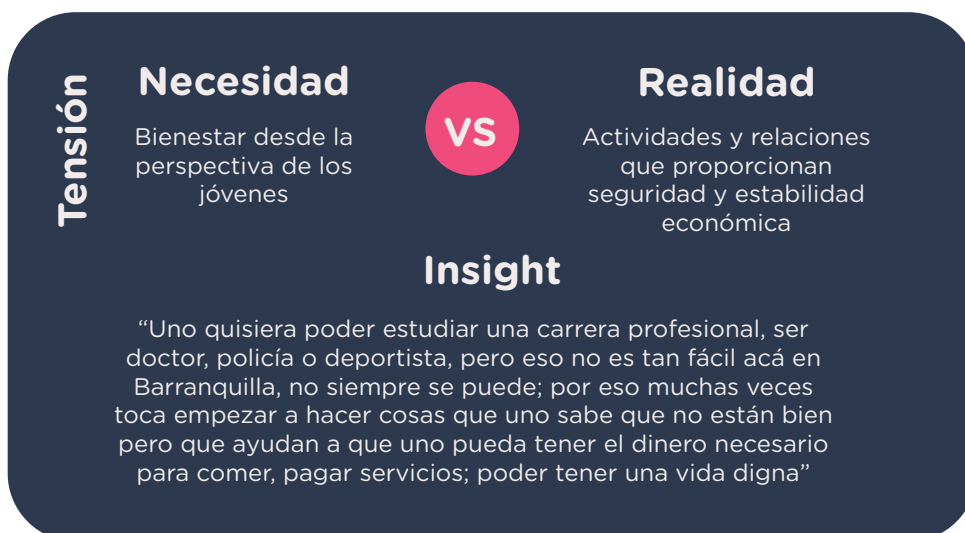 Tensión
Necesidad
Bienestar desde la
perspectiva de los
jóvenes
VS
Realidad
Actividades y relaciones
que proporcionan
seguridad y estabilidad
económica
Insight
“Uno quisiera poder estudiar una carrera profesional, ser
doctor, policía o deportista, pero eso no es tan fácil acá en
Barranquilla, no siempre se puede; por eso muchas veces
toca empezar a hacer cosas que uno sabe que no están bien
pero que ayudan a que uno pueda tener el dinero necesario
para comer, pagar servicios; poder tener una vida digna”